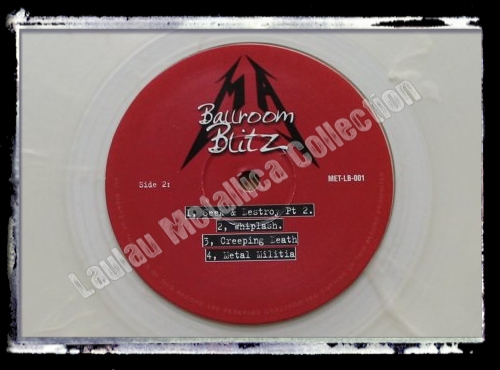 MA
Ballroom
Blitz
Side 2:
MET-LB-001
1, Seek & Destroy Pt 2.
2, Whiplash.
3, Creeping Death
4, Metal Militia
Laulau Metallica Collection